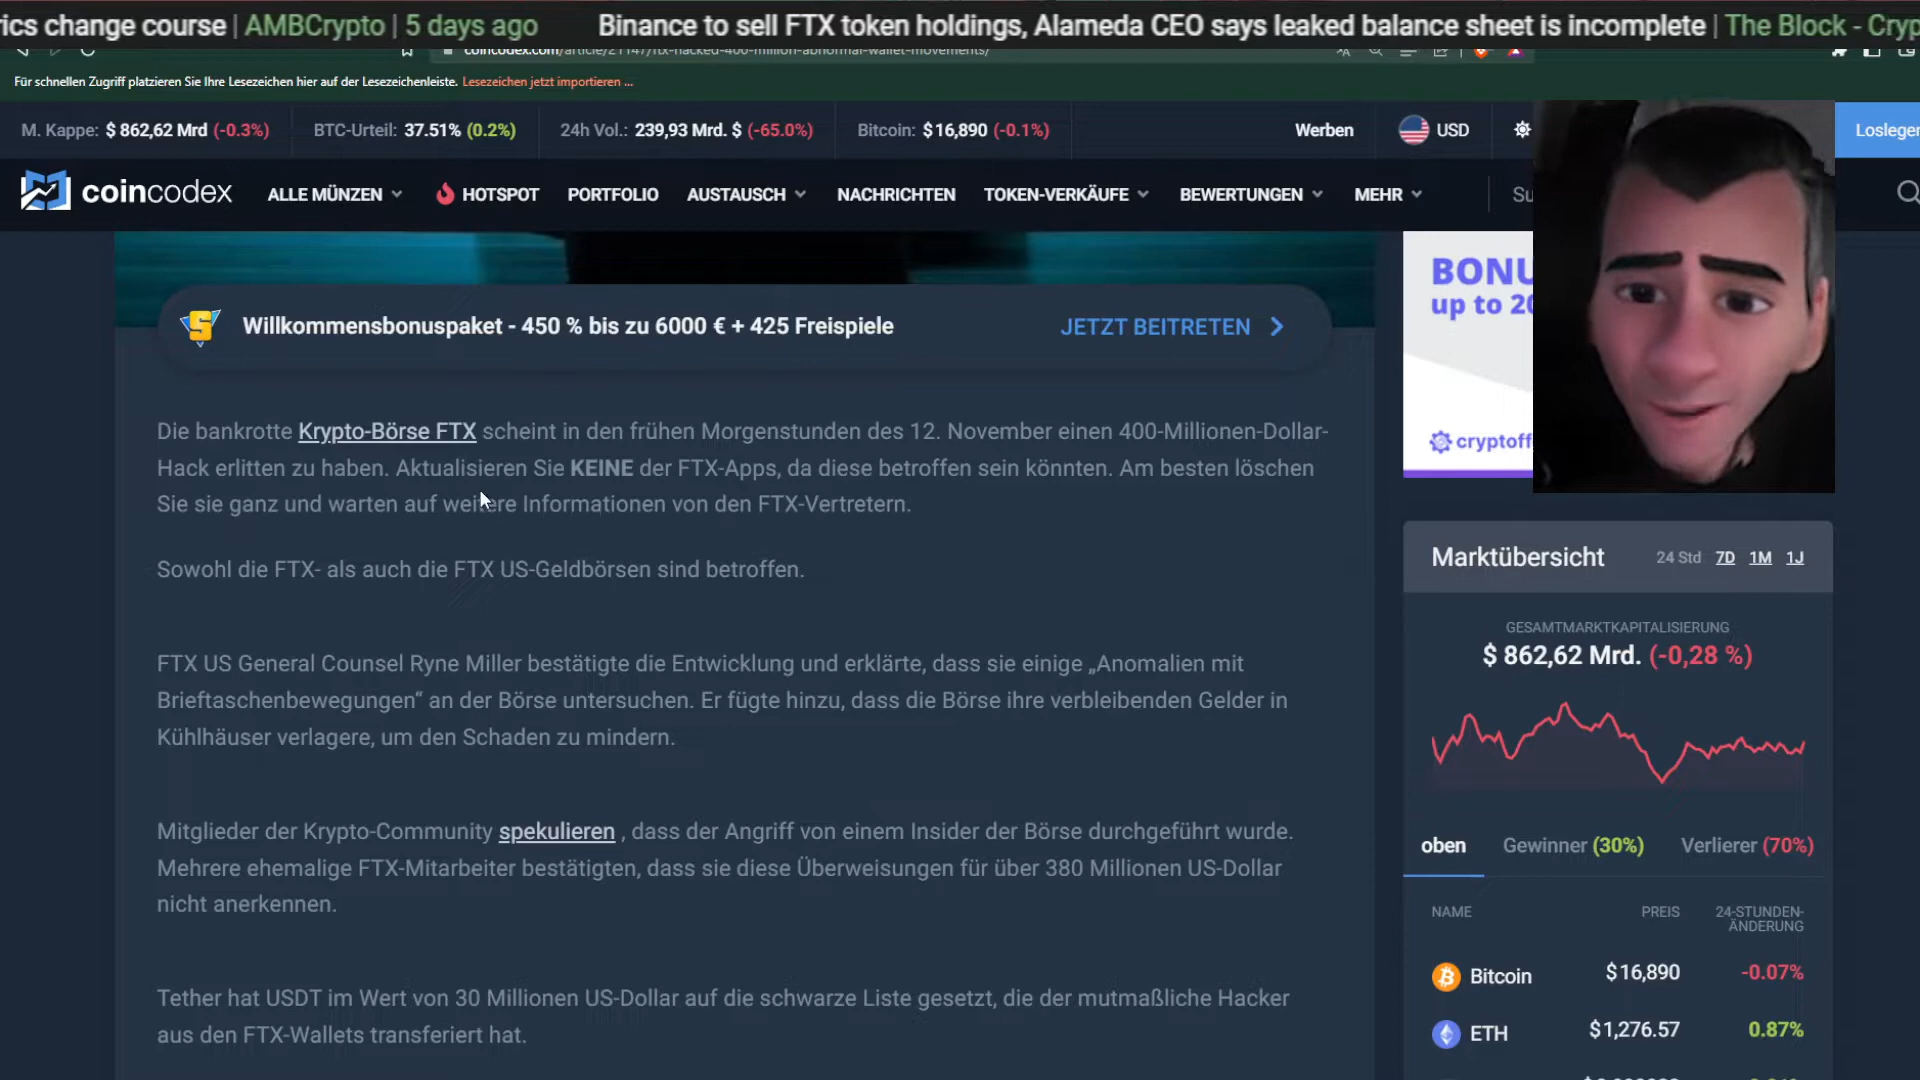 rics change course | AMBCrypto | 5 days ago Binance to sell FTX token holdings, Alameda CEO says leaked balance sheet is incomplete | The Block - Cryp
coincodex.com/article/21147/ftx-hacked-400-million-abnormal-wallet-movements/
Für schnellen Zugriff platzieren Sie Ihre Lesezeichen hier auf der Lesezeichenleiste. Lesezeichen jetzt importieren ...
M. Kappe: $ 862,62 Mrd (-0.3%) BTC-Urteil: 37.51% (0.2%) 24h Vol.: 239,93 Mrd. $ (-65.0%) Bitcoin: $ 16,890 (-0.1%) Werben USD Loslegen
coincodex ALLE MÜNZEN HOTSPOT PORTFOLIO AUSTAUSCH NACHRICHTEN TOKEN-VERKÄUFE BEWERTUNGEN MEHR Su
BONU
up to 20
cryptoff
Willkommensbonuspaket - 450 % bis zu 6000 € + 425 Freispiele JETZT BEITRETEN
Die bankrotte Krypto-Börse FTX scheint in den frühen Morgenstunden des 12. November einen 400-Millionen-Dollar-
Hack erlitten zu haben. Aktualisieren Sie KEINE der FTX-Apps, da diese betroffen sein könnten. Am besten löschen
Sie sie ganz und warten auf weitere Informationen von den FTX-Vertretern.
Sowohl die FTX- als auch die FTX US-Geldbörsen sind betroffen.
FTX US General Counsel Ryne Miller bestätigte die Entwicklung und erklärte, dass sie einige „Anomalien mit
Brieftaschenbewegungen“ an der Börse untersuchen. Er fügte hinzu, dass die Börse ihre verbleibenden Gelder in
Kühlhäuser verlagere, um den Schaden zu mindern.
Mitglieder der Krypto-Community spekulieren , dass der Angriff von einem Insider der Börse durchgeführt wurde.
Mehrere ehemalige FTX-Mitarbeiter bestätigten, dass sie diese Überweisungen für über 380 Millionen US-Dollar
nicht anerkennen.
Tether hat USDT im Wert von 30 Millionen US-Dollar auf die schwarze Liste gesetzt, die der mutmaßliche Hacker
aus den FTX-Wallets transferiert hat.
Marktübersicht 24 Std 7D 1M 1J
GESAMTMARKTKAPITALISIERUNG
$ 862,62 Mrd. (-0,28 %)
oben Gewinner (30%) Verlierer (70%)
NAME PREIS 24-STUNDEN-
ÄNDERUNG
Bitcoin $ 16,890 -0.07%
ETH $ 1,276.57 0.87%